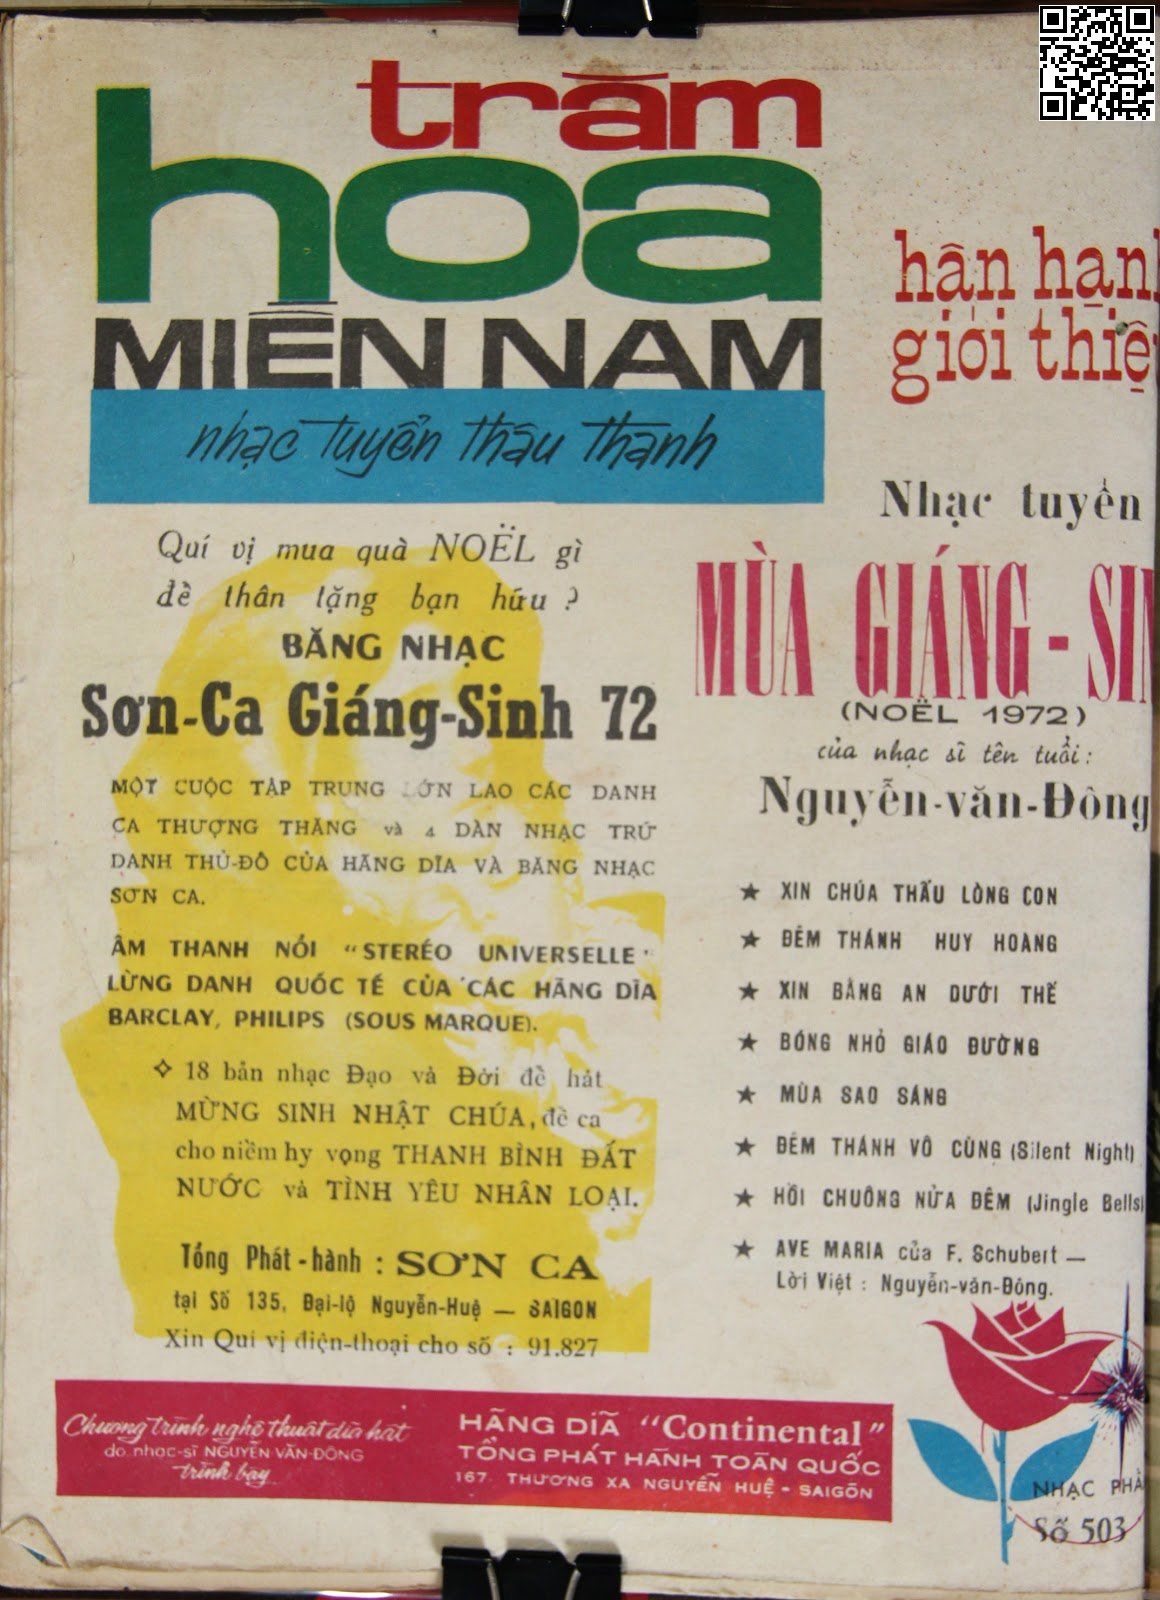 trăm
hoa
MIỀN NAM
nhạc tuyển thâu thanh
hân hạnh
giới thiệu
Quí vị mua quà NOËL gì
để thân tặng bạn hữu ?
BĂNG NHẠC
Sơn-Ca Giáng-Sinh 72
MỘT CUỘC TẬP TRUNG LỚN LAO CÁC DANH
CA THƯỢNG THẶNG và 4 DÀN NHẠC TRỨ
DANH THỦ-ĐÔ CỦA HÃNG DĨA VÀ BĂNG NHẠC
SƠN CA.
ÂM THANH NỔI "STERÉO UNIVERSELLE"
LỪNG DANH QUỐC TẾ CỦA CÁC HÃNG DĨA
BARCLAY, PHILIPS (SOUS MARQUE).
18 bản nhạc Đạo và Đời để hát
MỪNG SINH NHẬT CHÚA, để ca
cho niềm hy vọng THANH BÌNH ĐẤT
NƯỚC và TÌNH YÊU NHÂN LOẠI.
Tổng Phát-hành : SƠN CA
tại Số 135, Đại-lộ Nguyễn-Huệ — SAIGON
Xin Quí vị điện-thoại cho số : 91.827
Nhạc tuyển
MÙA GIÁNG-SIN
(NOËL 1972)
của nhạc sĩ tên tuổi :
Nguyễn-văn-Đông
★ XIN CHÚA THẤU LÒNG CON
★ ĐÊM THÁNH HUY HOÀNG
★ XIN BẰNG AN DƯỚI THẾ
★ BÓNG NHỎ GIÁO ĐƯỜNG
★ MÙA SAO SÁNG
★ ĐÊM THÁNH VÔ CÙNG (Silent Night)
★ HỒI CHUÔNG NỬA ĐÊM (Jingle Bells)
★ AVE MARIA của F. Schubert —
Lời Việt : Nguyễn-văn-Đông.
Chương trình nghệ thuật dĩa hát
do nhạc-sĩ NGUYỄN VĂN-ĐÔNG
trình bày
HÃNG DĨA "Continental"
TỔNG PHÁT HÀNH TOÀN QUỐC
167 THƯƠNG XA NGUYỄN HUỆ - SAIGÒN
NHẠC PHẨ
Số 503